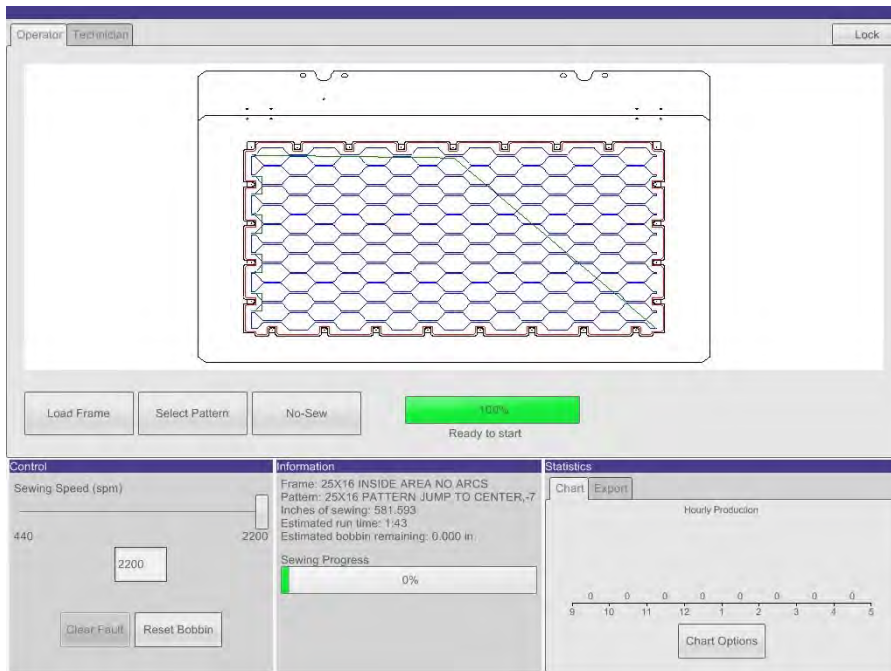 Operator
Technician
Lock
Load Frame
Select Pattern
No-Sew
100%
Ready to start
Control
Sewing Speed (spm)
440
2200
2200
Clear Fault
Reset Bobbin
Information
Frame: 25X16 INSIDE AREA NO ARCS
Pattern: 25X16 PATTERN JUMP TO CENTER,-7
Inches of sewing: 581.593
Estimated run time: 1:43
Estimated bobbin remaining: 0.000 in
Sewing Progress
0%
Statistics
Chart
Export
Hourly Production
0 0 0 0 0 0 0 0
9 10 11 12 1 2 3 4 5
Chart Options